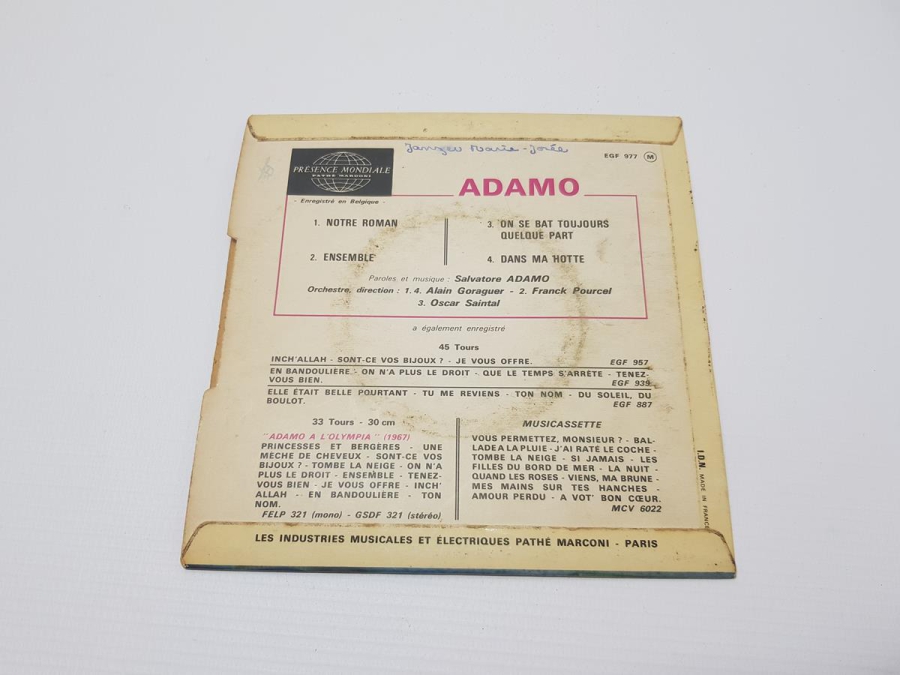 Janzeu Marie-Josée
EGF 977 M
PRÉSENCE MONDIALE
PATHÉ MARCONI
ADAMO
- Enregistré en Belgique -
1. NOTRE ROMAN
2. ENSEMBLE
3. ON SE BAT TOUJOURS
QUELQUE PART
4. DANS MA HOTTE
Paroles et musique : Salvatore ADAMO
Orchestre, direction : 1.4. Alain Goraguer - 2. Franck Pourcel
3. Oscar Saintal
a également enregistré
45 Tours
INCH'ALLAH - SONT-CE VOS BIJOUX ? - JE VOUS OFFRE. EGF 957
EN BANDOULIÈRE - ON N'A PLUS LE DROIT - QUE LE TEMPS S'ARRÊTE - TENEZ-
VOUS BIEN. EGF 939
ELLE ÉTAIT BELLE POURTANT - TU ME REVIENS - TON NOM - DU SOLEIL, DU
BOULOT. EGF 887
33 Tours - 30 cm
"ADAMO A L'OLYMPIA" (1967)
PRINCESSES ET BERGÈRES - UNE
MÈCHE DE CHEVEUX - SONT-CE VOS
BIJOUX ? - TOMBE LA NEIGE - ON N'A
PLUS LE DROIT - ENSEMBLE - TENEZ-
VOUS BIEN - JE VOUS OFFRE - INCH'
ALLAH - EN BANDOULIÈRE - TON
NOM.
FELP 321 (mono) - GSDF 321 (stéréo)
MUSICASSETTE
VOUS PERMETTEZ, MONSIEUR ? - BAL-
LADE A LA PLUIE - J'AI RATÉ LE COCHE -
TOMBE LA NEIGE - SI JAMAIS - LES
FILLES DU BORD DE MER - LA NUIT -
QUAND LES ROSES - VIENS, MA BRUNE -
MES MAINS SUR TES HANCHES -
AMOUR PERDU - A VOT' BON CŒUR.
MCV 6022
I.D.N. MADE IN FRANCE
LES INDUSTRIES MUSICALES ET ÉLECTRIQUES PATHÉ MARCONI - PARIS